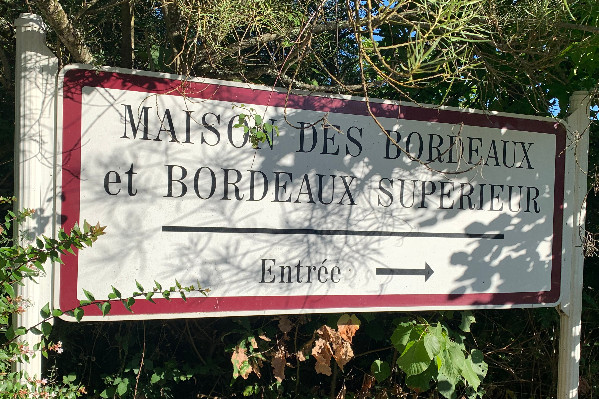 MAISON DES BORDEAUX
et BORDEAUX SUPERIEUR
Entrée →